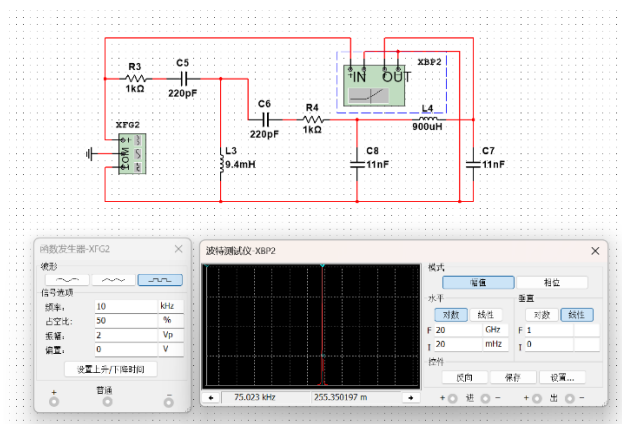 XBP2
IN OUT
R3
1kΩ
C5
220pF
C6
220pF
R4
1kΩ
L4
900uH
XFG2
COM
L3
9.4mH
C8
11nF
C7
11nF
函数发生器-XFG2
波形
信号选项
频率: 10 kHz
占空比: 50 %
振幅: 2 Vp
偏置: 0 V
设置上升/下降时间
+ 普通 -
波特测试仪-XBP2
模式
幅值 相位
水平 垂直
对数 线性 对数 线性
F 20 GHz F 1
I 20 mHz I 0
控件
反向 保存 设置...
75.023 kHz 255.350197 m
+ 进 - + 出 -